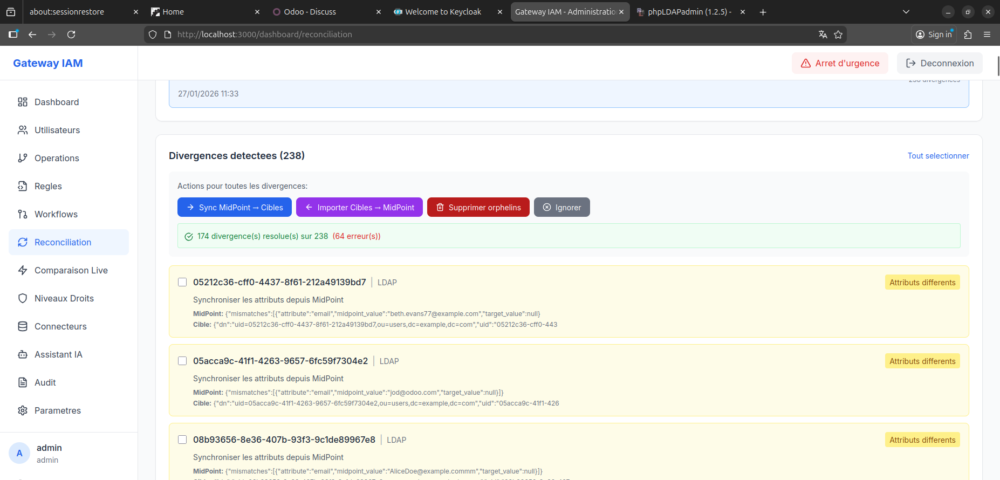 about:sessionrestore
Home
Odoo - Discuss
Welcome to Keycloak
Gateway IAM - Administratio
phpLDAPadmin (1.2.5) -
http://localhost:3000/dashboard/reconciliation
Sign in
Gateway IAM
Arret d'urgence
Deconnexion
Dashboard
Utilisateurs
Operations
Regles
Workflows
Reconciliation
Comparaison Live
Niveaux Droits
Connecteurs
Assistant IA
Audit
Parametres
A
admin
admin
238 divergences
27/01/2026 11:33
Divergences detectees (238)
Tout selectionner
Actions pour toutes les divergences:
Sync MidPoint → Cibles
Importer Cibles → MidPoint
Supprimer orphelins
Ignorer
174 divergence(s) resolue(s) sur 238 (64 erreur(s))
05212c36-cff0-4437-8f61-212a49139bd7 | LDAP
Attributs differents
Synchroniser les attributs depuis MidPoint
MidPoint: {"mismatches":[{"attribute":"email","midpoint_value":"beth.evans77@example.com","target_value":null}
Cible: {"dn":"uid=05212c36-cff0-4437-8f61-212a49139bd7,ou=users,dc=example,dc=com","uid":"05212c36-cff0-443
05acca9c-41f1-4263-9657-6fc59f7304e2 | LDAP
Attributs differents
Synchroniser les attributs depuis MidPoint
MidPoint: {"mismatches":[{"attribute":"email","midpoint_value":"jod@odoo.com","target_value":null}]}
Cible: {"dn":"uid=05acca9c-41f1-4263-9657-6fc59f7304e2,ou=users,dc=example,dc=com","uid":"05acca9c-41f1-426
08b93656-8e36-407b-93f3-9c1de89967e8 | LDAP
Attributs differents
Synchroniser les attributs depuis MidPoint
MidPoint: {"mismatches":[{"attribute":"email","midpoint_value":"AliceDoe@example.commm","target_value":null}]}